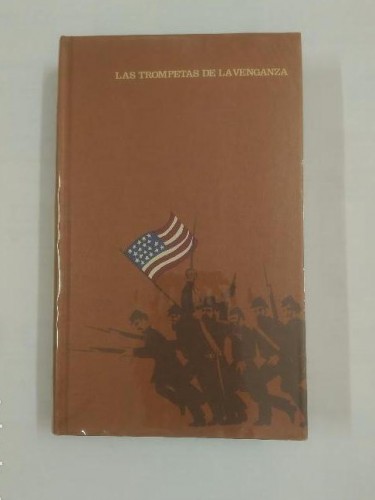 LAS TROMPETAS DE LA VENGANZA